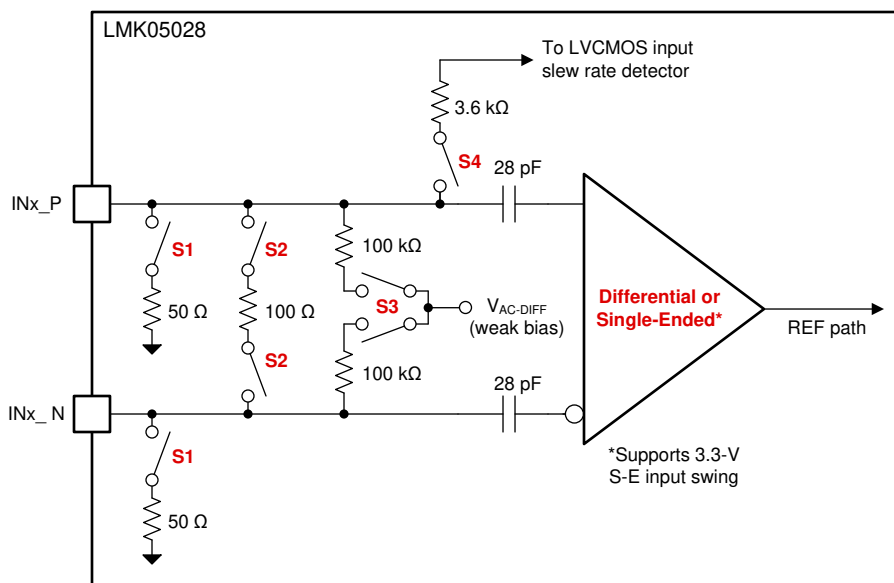 LMK05028
To LVCMOS input
slew rate detector
3.6 kΩ
S4
28 pF
INx_P
S1
S2
100 kΩ
50 Ω
100 Ω
S3
V_AC-DIFF
(weak bias)
Differential or
Single-Ended*
REF path
S2
100 kΩ
28 pF
INx_ N
S1
*Supports 3.3-V
S-E input swing
50 Ω